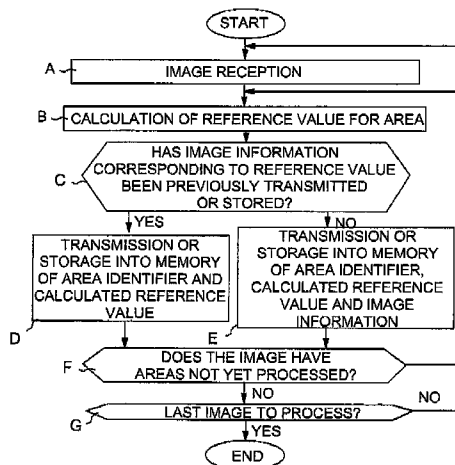 START
A
IMAGE RECEPTION
B
CALCULATION OF REFERENCE VALUE FOR AREA
C
HAS IMAGE INFORMATION
CORRESPONDING TO REFERENCE VALUE
BEEN PREVIOUSLY TRANSMITTED
OR STORED?
YES
NO
TRANSMISSION OR
STORAGE INTO MEMORY
OF AREA IDENTIFIER AND
CALCULATED REFERENCE
VALUE
D
TRANSMISSION OR
STORAGE INTO MEMORY
OF AREA IDENTIFIER,
CALCULATED REFERENCE
VALUE AND IMAGE
INFORMATION
E
DOES THE IMAGE HAVE
AREAS NOT YET PROCESSED?
F
NO
NO
LAST IMAGE TO PROCESS?
G
YES
END